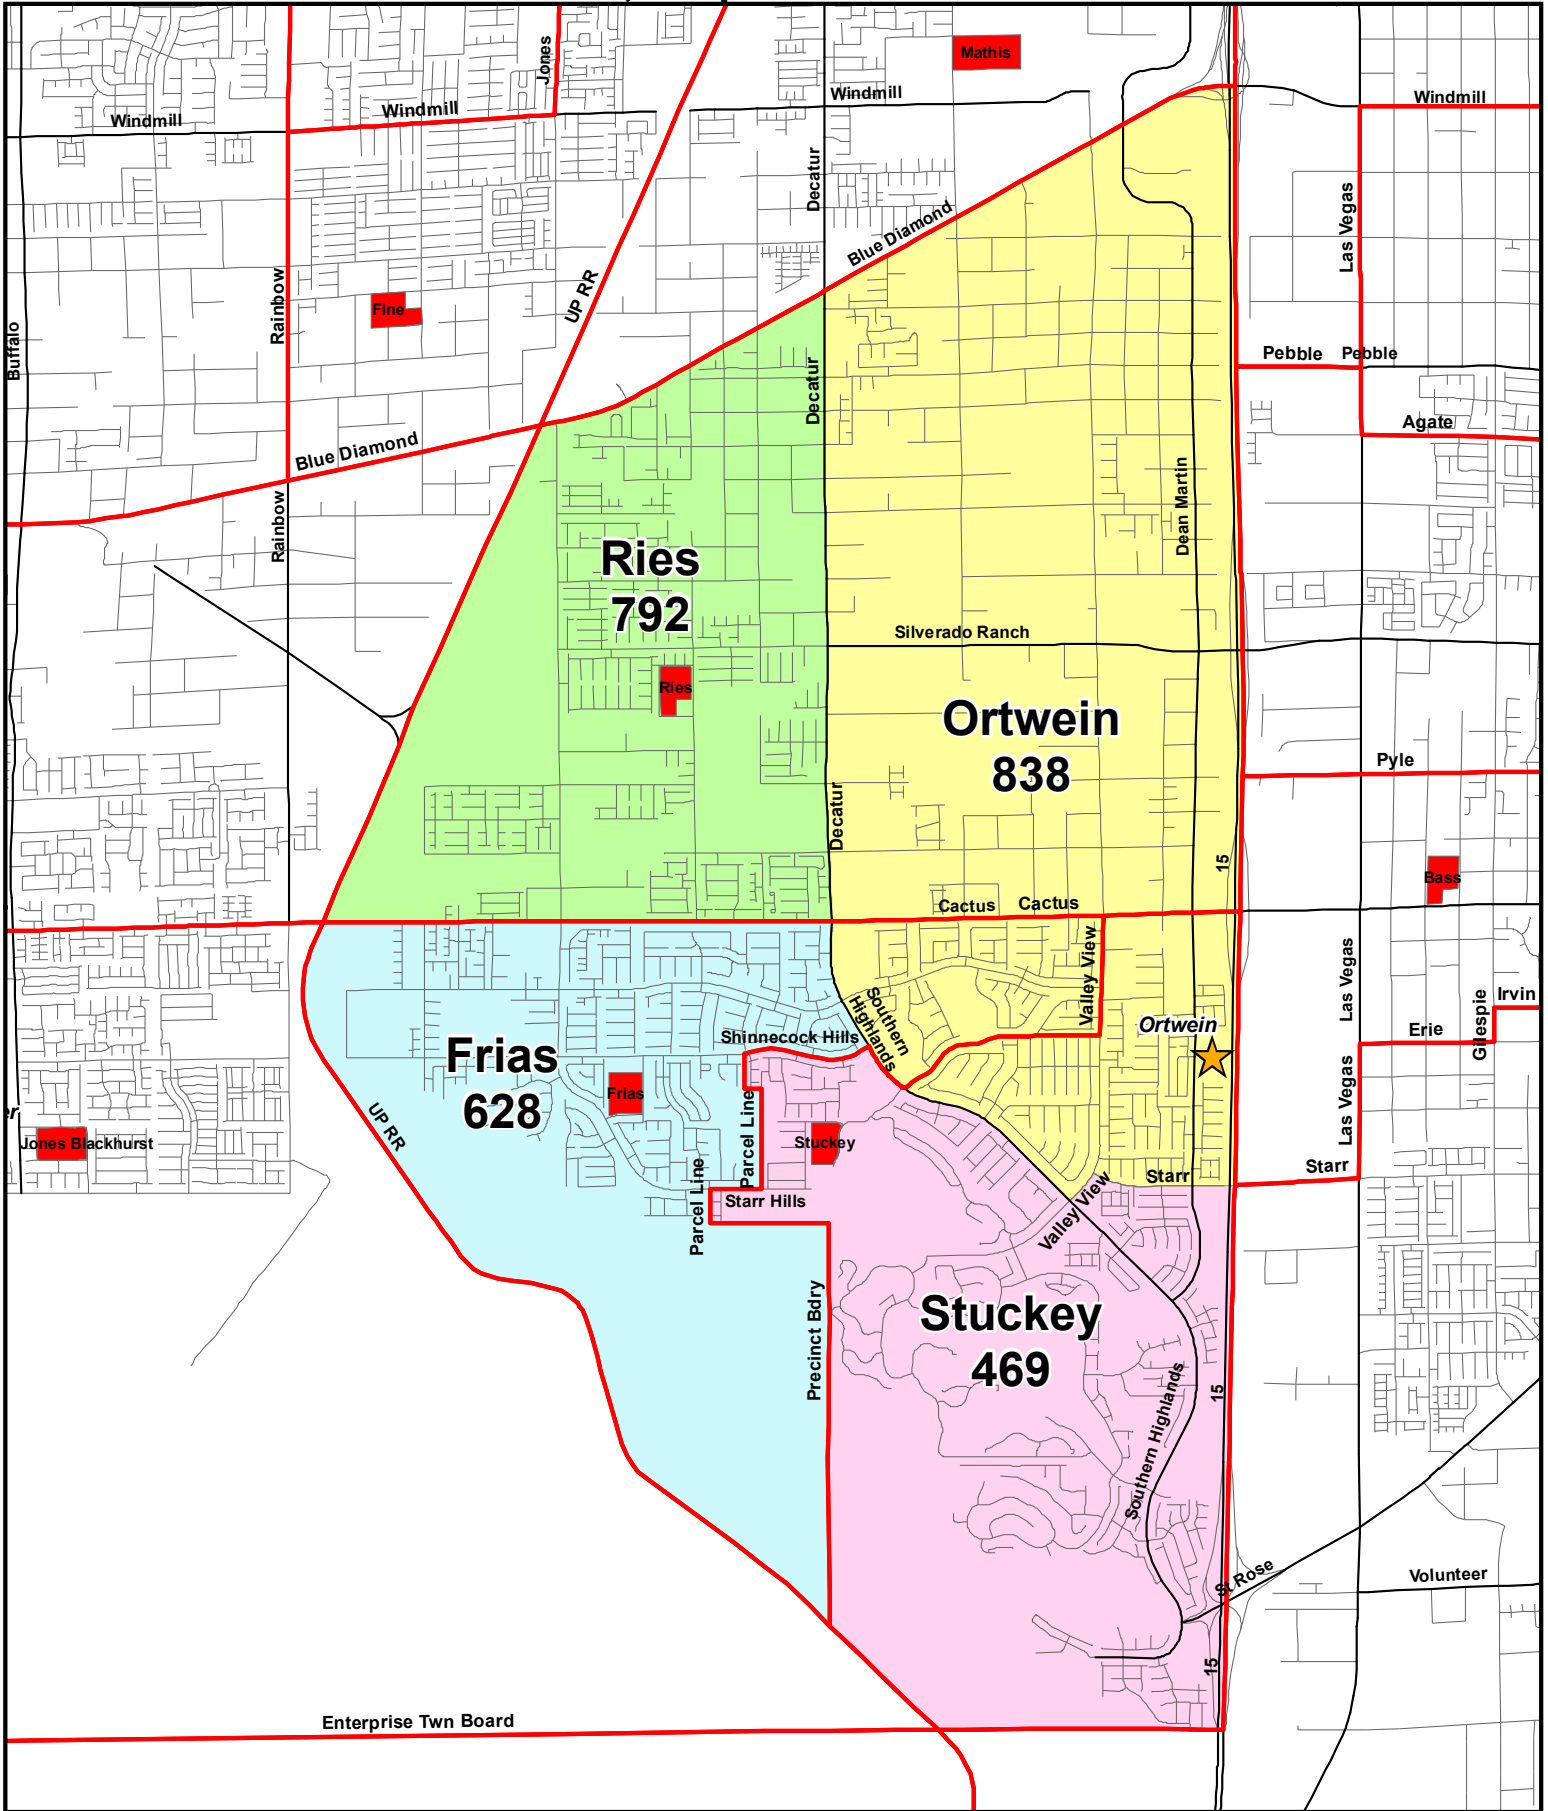 Mathis
Jones
Windmill
Windmill
Windmill
Windmill
Decatur
Las Vegas
Blue Diamond
Rainbow
UP RR
Fine
Buffalo
Pebble
Pebble
Decatur
Agate
Blue Diamond
Rainbow
Dean Martin
Ries
792
Silverado Ranch
Ries
Ortwein
838
Pyle
Decatur
15
Bass
Cactus
Cactus
Valley View
Las Vegas
Irvin
Gilespie
Erie
Southern
Highlands
Ortwein
Shinnecock Hills
Frias
628
Frias
UP RR
er
Jones Blackhurst
Parcel Line
Stuckey
Las Vegas
Starr
Starr
Parcel Line
Starr Hills
Valley View
Precinct Bdry
Stuckey
469
15
Southern Highlands
St Rose
Volunteer
15
Enterprise Twn Board